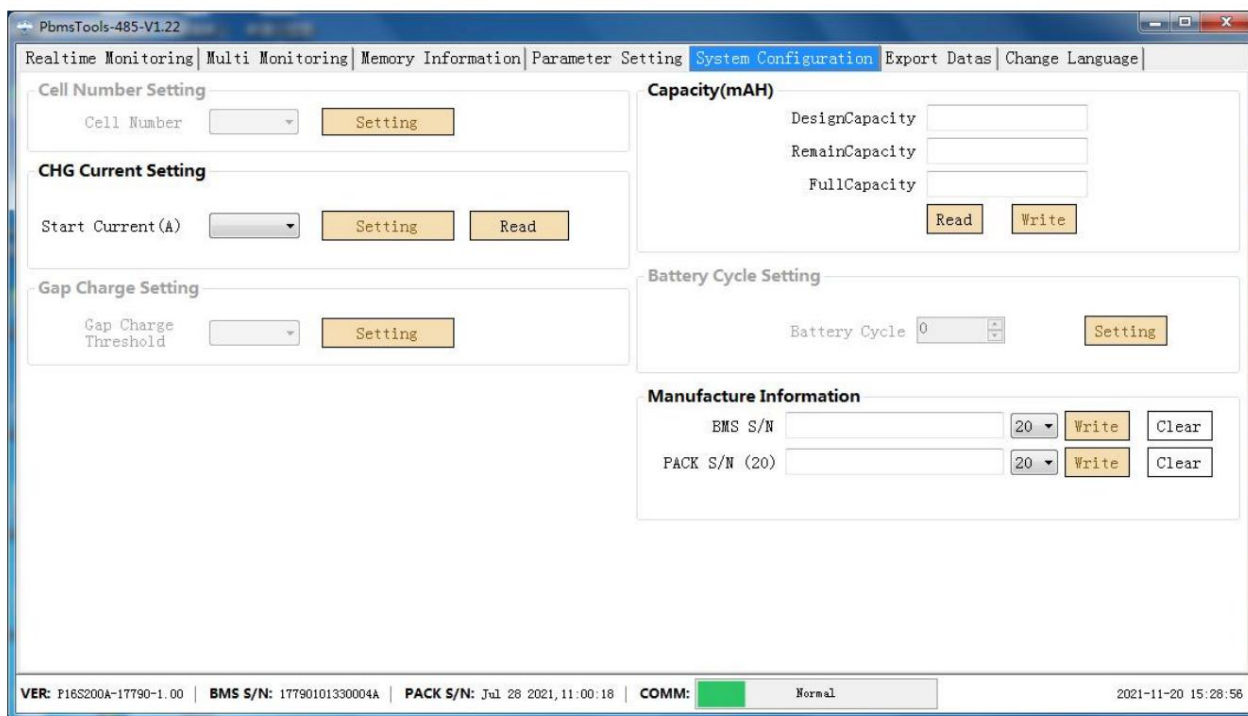 PbmsTools-485-V1.22
Realtime Monitoring Multi Monitoring Memory Information Parameter Setting System Configuration Export Datas Change Language
Cell Number Setting
Cell Number Setting
CHG Current Setting
Start Current(A) Setting Read
Gap Charge Setting
Gap Charge
Threshold Setting
Capacity(mAH)
DesignCapacity
RemainCapacity
FullCapacity
Read Write
Battery Cycle Setting
Battery Cycle 0 Setting
Manufacture Information
BMS S/N 20 Write Clear
PACK S/N (20) 20 Write Clear
VER: P16S200A-17790-1.00 | BMS S/N: 17790101330004A | PACK S/N: Jul 28 2021,11:00:18 | COMM: Normal 2021-11-20 15:28:56